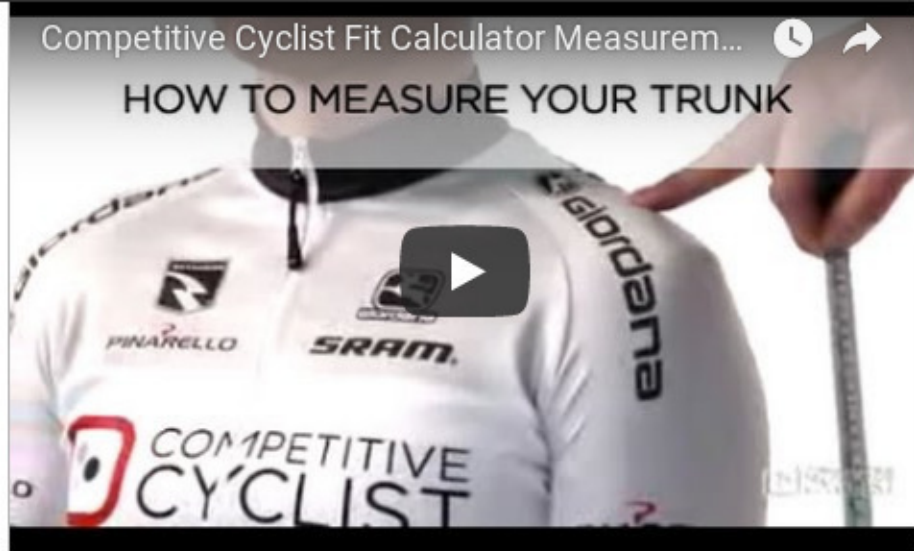 Competitive Cyclist Fit Calculator Measurem...
HOW TO MEASURE YOUR TRUNK
Giordana
Giordana
PINARELLO
SRAM.
COMPETITIVE
CYCLIST